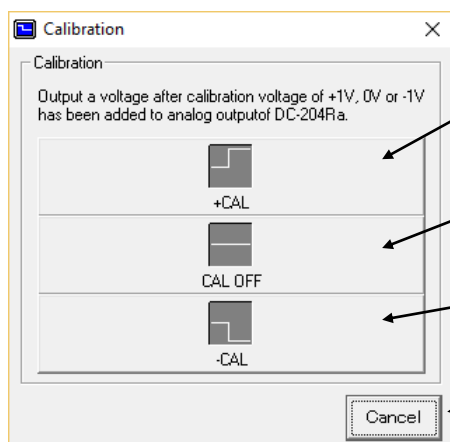 Calibration
Calibration
Output a voltage after calibration voltage of +1V, 0V or -1V
has been added to analog outputof DC-204Ra.
+CAL
CAL OFF
-CAL
Cancel